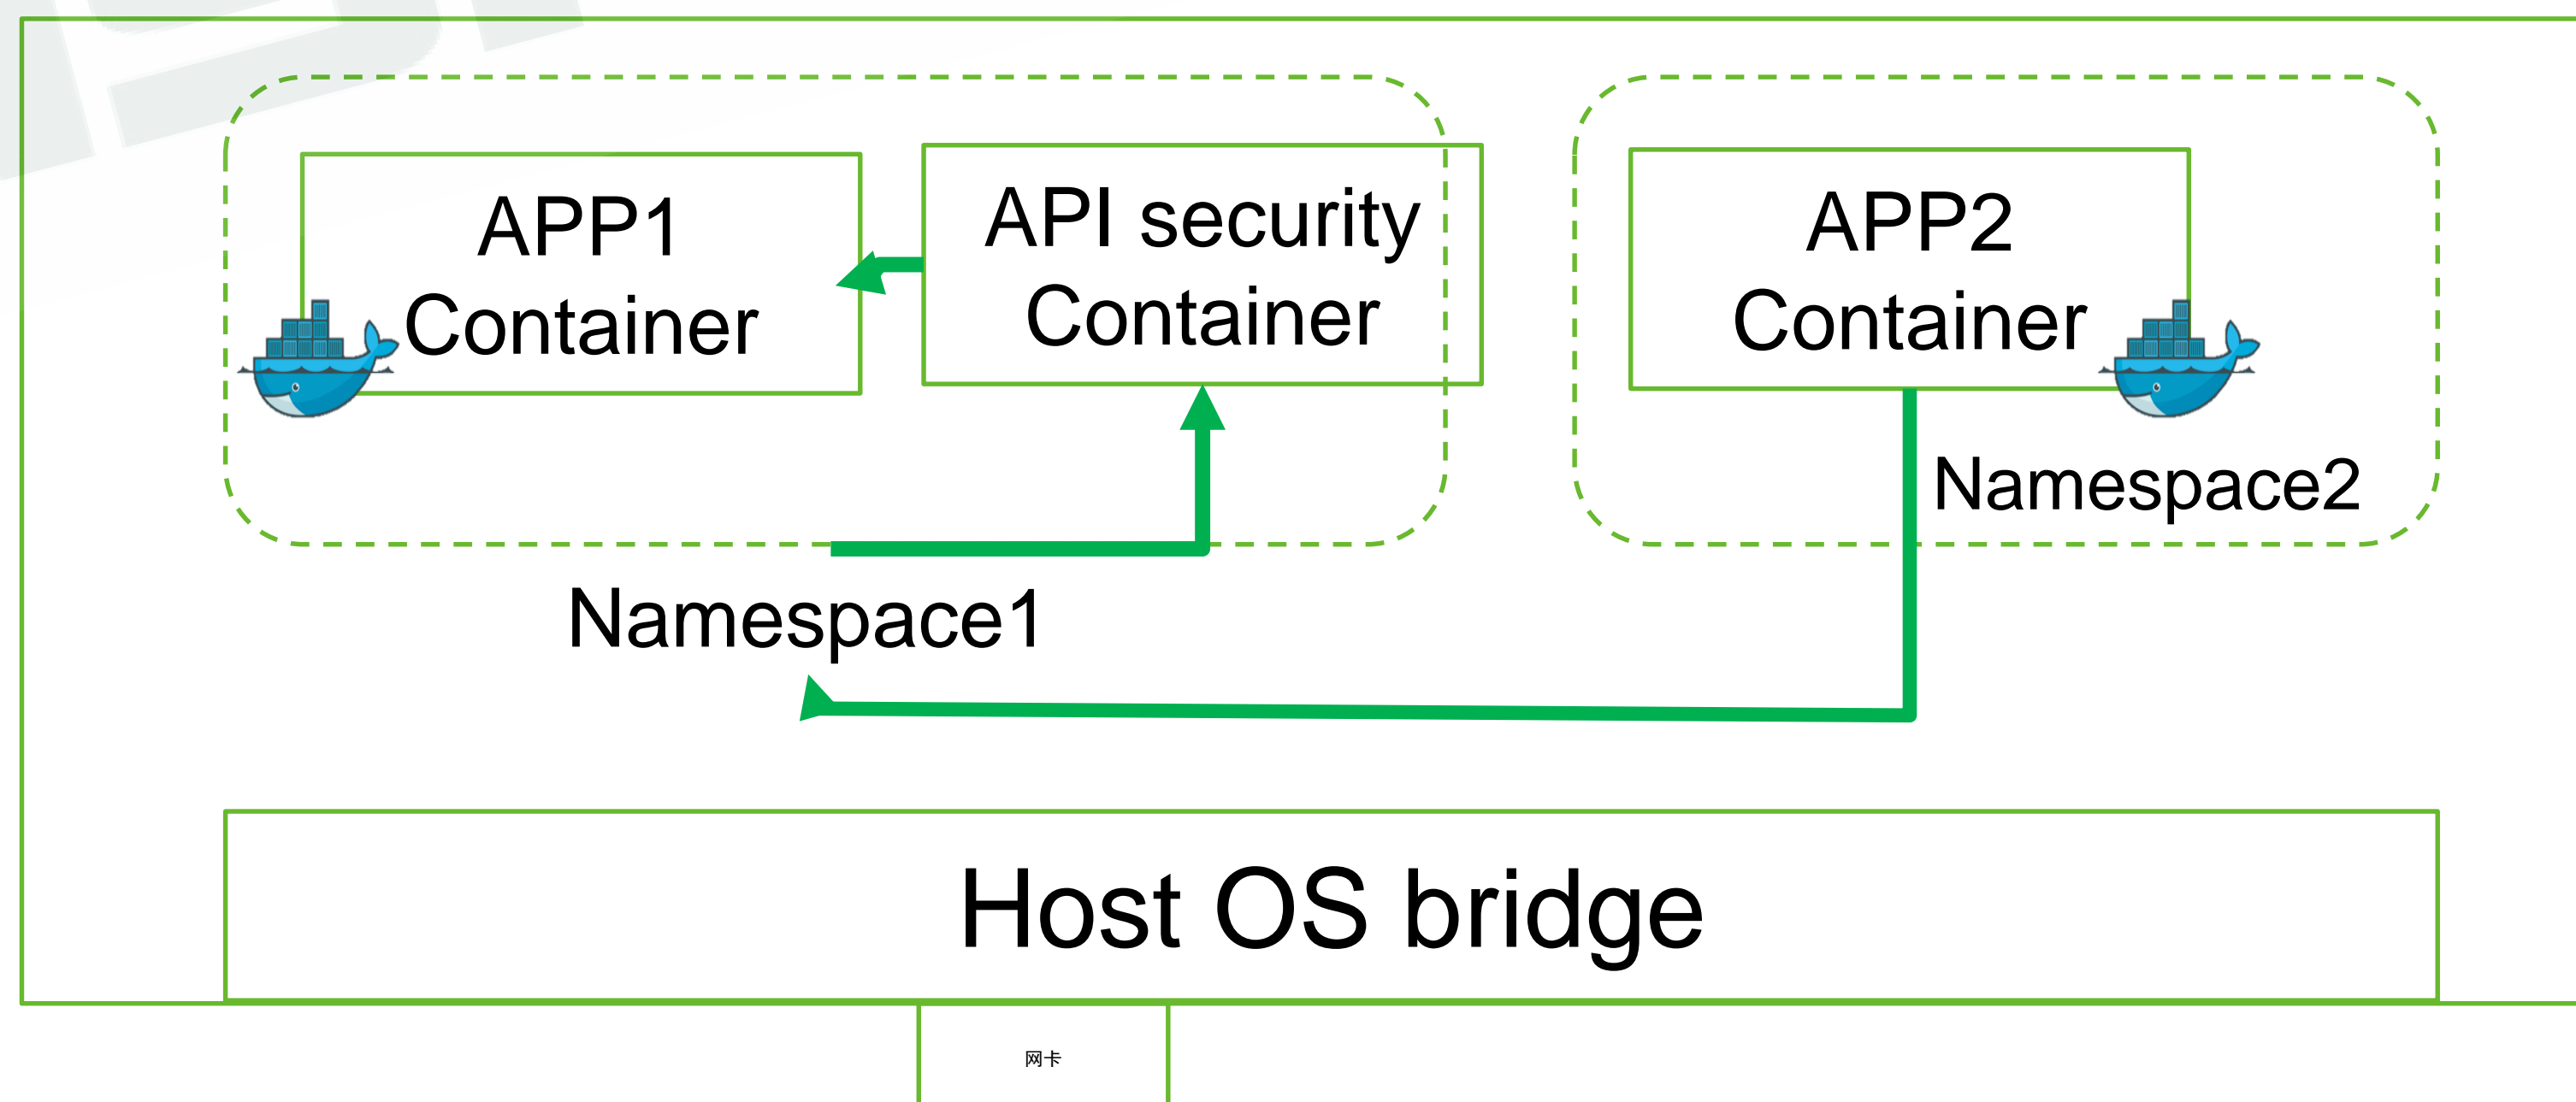 APP1
Container
API security
Container
APP2
Container
Namespace2
Namespace1
Host OS bridge
网卡